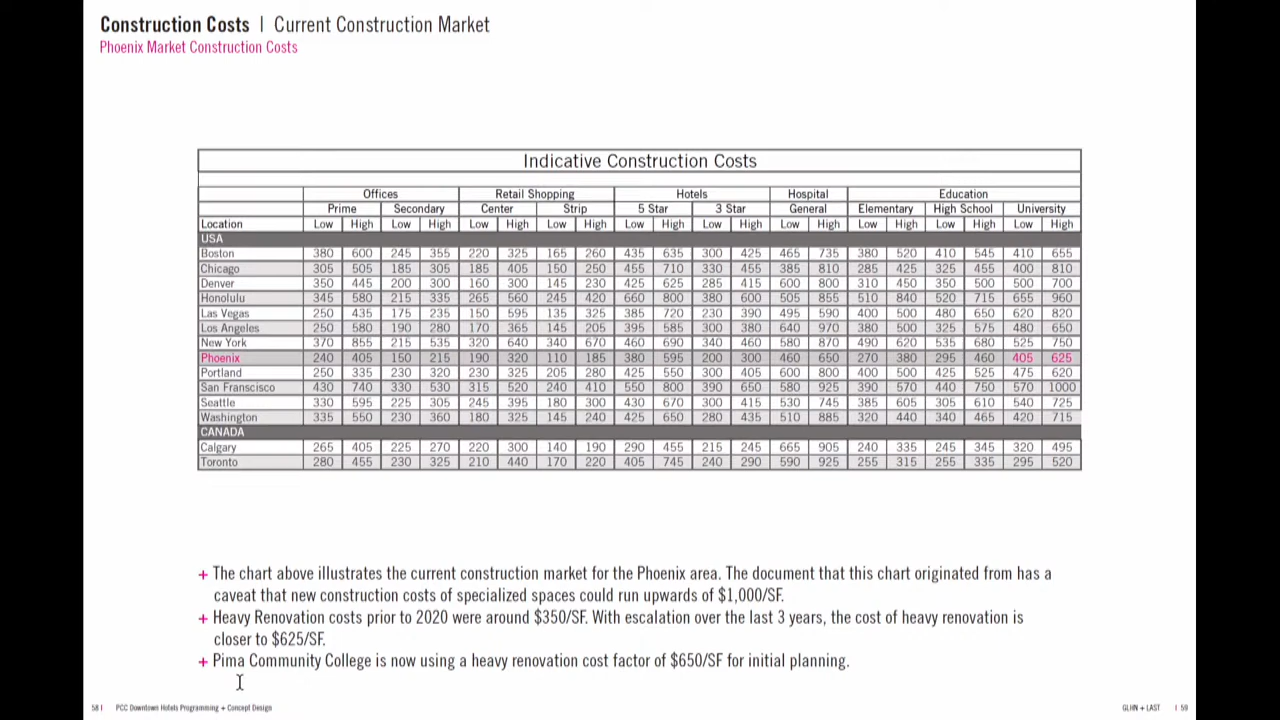 Construction Costs | Current Construction Market
Phoenix Market Construction Costs
Indicative Construction Costs
Offices Retail Shopping Hotels Hospital Education
Prime Secondary Center Strip 5 Star 3 Star General Elementary High School University
Location Low High Low High Low High Low High Low High Low High Low High Low High Low High Low High
USA
Boston 380 600 245 355 220 325 165 260 435 635 300 425 465 735 380 520 410 545 410 655
Chicago 305 505 185 305 185 405 150 250 455 710 330 455 385 810 285 425 325 455 400 810
Denver 350 445 200 300 160 300 145 230 425 625 285 415 600 800 310 450 350 500 500 700
Honolulu 345 580 215 335 265 560 245 420 660 800 380 600 505 855 510 840 520 715 655 960
Las Vegas 250 435 175 235 150 595 135 325 385 720 230 390 495 590 400 500 480 650 620 820
Los Angeles 250 580 190 280 170 365 145 205 395 585 300 380 640 970 380 500 325 575 480 650
New York 370 855 215 535 320 640 340 670 460 690 340 460 580 870 490 620 535 680 525 750
Phoenix 240 405 150 215 190 320 110 185 380 595 200 300 460 650 270 380 295 460 405 625
Portland 250 335 230 320 230 325 205 280 425 550 300 405 600 800 400 500 425 525 475 620
San Franscisco 430 740 330 530 315 520 240 410 550 800 390 650 580 925 390 570 440 750 570 1000
Seattle 330 595 225 305 245 395 180 300 430 670 300 415 530 745 385 605 305 610 540 725
Washington 335 550 230 360 180 325 145 240 425 650 280 435 510 885 320 440 340 465 420 715
CANADA
Calgary 265 405 225 270 220 300 140 190 290 455 215 245 665 905 240 335 245 345 320 495
Toronto 280 455 230 325 210 440 170 220 405 745 240 290 590 925 255 315 255 335 295 520
+ The chart above illustrates the current construction market for the Phoenix area. The document that this chart originated from has a
caveat that new construction costs of specialized spaces could run upwards of $1,000/SF.
+ Heavy Renovation costs prior to 2020 were around $350/SF. With escalation over the last 3 years, the cost of heavy renovation is
closer to $625/SF.
+ Pima Community College is now using a heavy renovation cost factor of $650/SF for initial planning.
58 | PCC Downtown Hotels Programming + Concept Design GLHN + LAST | 59